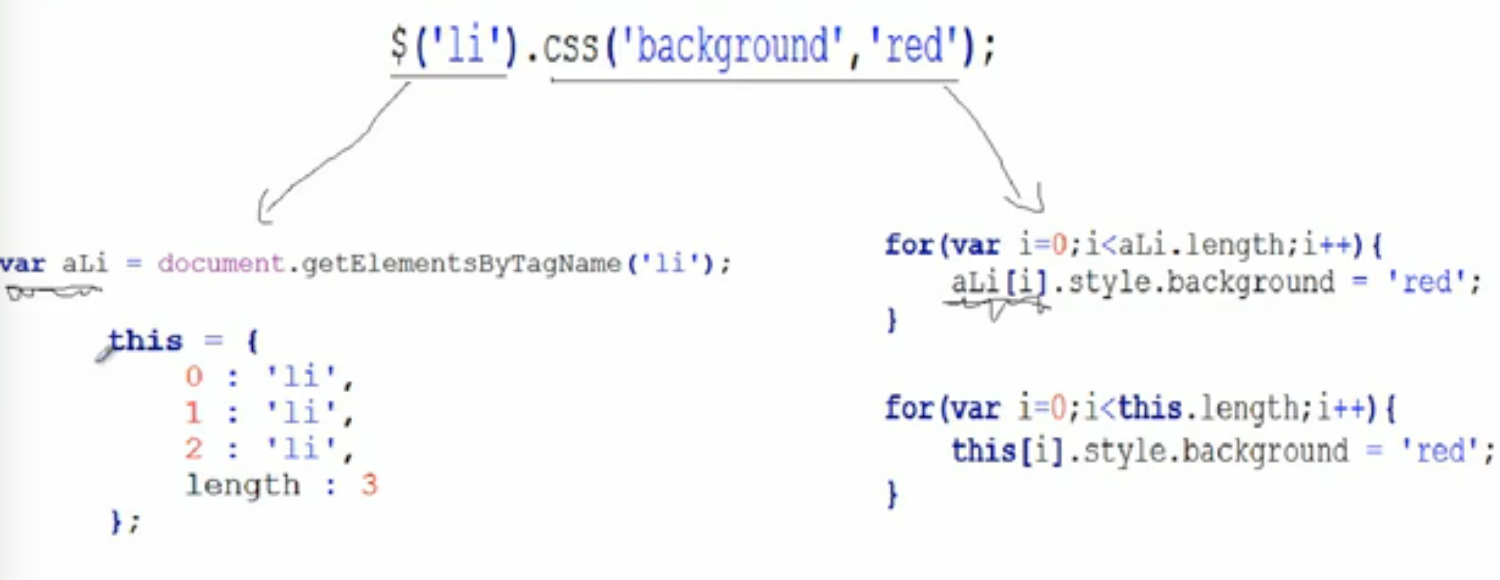 $('li').css('background','red');
var aLi = document.getElementsByTagName('li');
this = {
0 : 'li',
1 : 'li',
2 : 'li',
length : 3
};
for(var i=0;i<aLi.length;i++){
aLi[i].style.background = 'red';
}
for(var i=0;i<this.length;i++){
this[i].style.background = 'red';
}